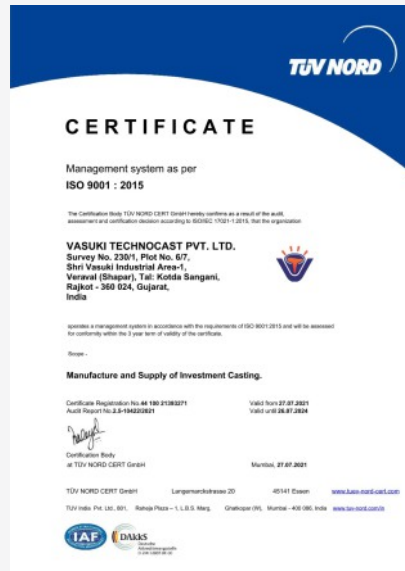 TÜV NORD
CERTIFICATE
Management system as per
ISO 9001 : 2015
The Certification Body TÜV NORD CERT GmbH hereby confirms as a result of the audit,
assessment and certification decision according to ISO/IEC 17021-1:2015, that the organization
VASUKI TECHNOCAST PVT. LTD.
Survey No. 230/1, Plot No. 6/7,
Shri Vasuki Industrial Area-1,
Veraval (Shapar), Tal: Kotda Sangani,
Rajkot - 360 024, Gujarat,
India
operates a management system in accordance with the requirements of ISO 9001:2015 and will be assessed
for conformity within the 3 year term of validity of the certificate.
Scope -
Manufacture and Supply of Investment Casting.
Certificate Registration No.44 100 21393271 Valid from 27.07.2021
Audit Report No.2.5-10422/2021 Valid until 26.07.2024
Certification Body
at TÜV NORD CERT GmbH Mumbai, 27.07.2021
TÜV NORD CERT GmbH Langemarckstrasse 20 45141 Essen www.tuev-nord-cert.com
TÜV India Pvt. Ltd., 801, Raheja Plaza – 1, L.B.S. Marg, Ghatkopar (W), Mumbai - 400 086, India www.tuv-nord.com/in
IAF
DAkkS
Deutsche
Akkreditierungsstelle